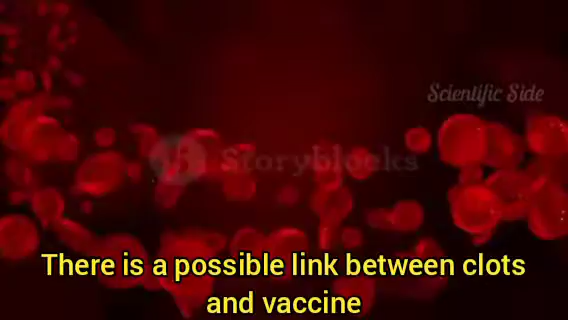 Scientific Side
Storyblocks
There is a possible link between clots
and vaccine